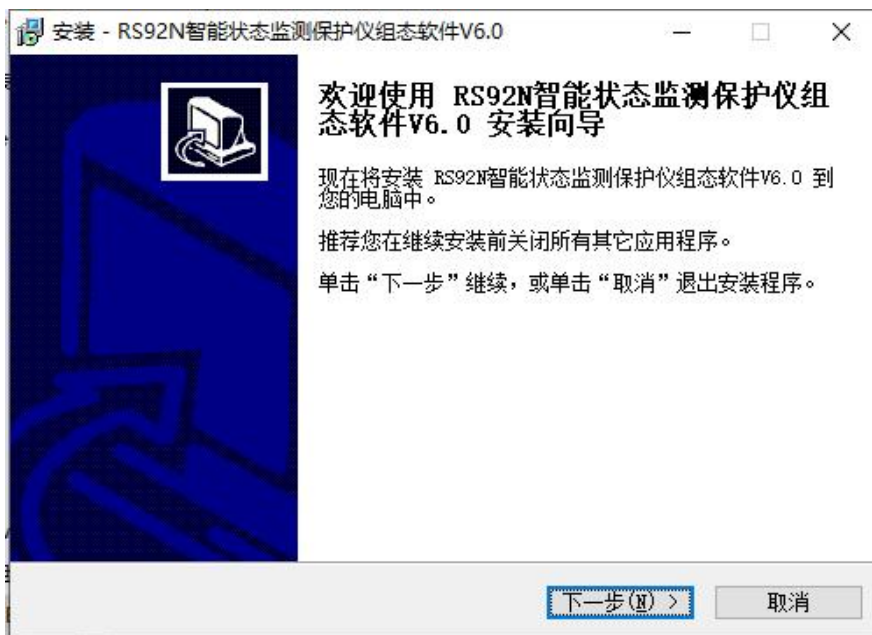 安装 - RS92N智能状态监测保护仪组态软件V6.0
欢迎使用 RS92N智能状态监测保护仪组
态软件V6.0 安装向导
现在将安装 RS92N智能状态监测保护仪组态软件V6.0 到
您的电脑中。
推荐您在继续安装前关闭所有其它应用程序。
单击“下一步”继续，或单击“取消”退出安装程序。
下一步(N) >
取消